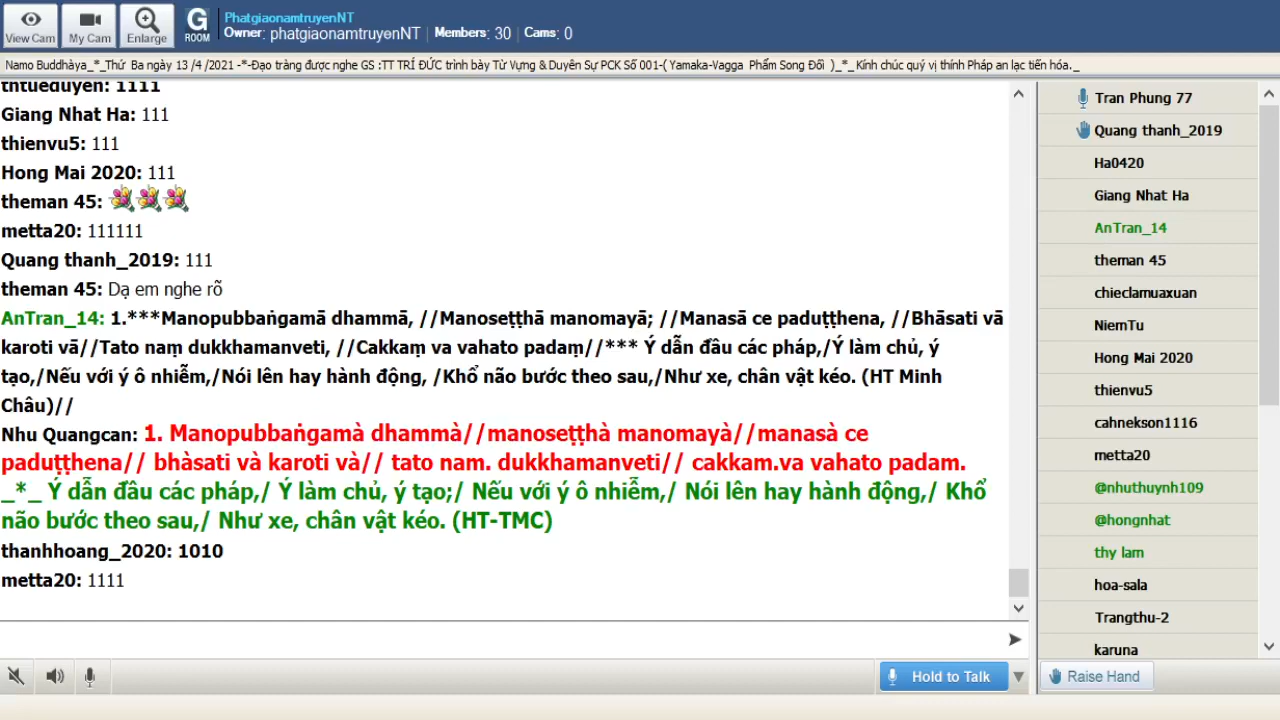 View Cam
My Cam
Enlarge
G
ROOM
PhatgiaonamtruyenNT
Owner: phatgiaonamtruyenNT | Members: 30 | Cams: 0
Namo Buddhàya_*_Thứ Ba ngày 13 /4 /2021 -*-Đạo tràng được nghe GS :TT TRÍ ĐỨC trình bày Từ Vựng & Duyên Sự PCK Số 001-( Yamaka-Vagga Phẩm Song Đối )_*_ Kính chúc quý vị thính Pháp an lạc tiến hóa._
tntueduyen: 1111
Giang Nhat Ha: 111
thienvu5: 111
Hong Mai 2020: 111
theman 45:
metta20: 111111
Quang thanh_2019: 111
theman 45: Dạ em nghe rõ
AnTran_14: 1.***Manopubbaṅgamā dhammā, //Manoseṭṭhā manomayā; //Manasā ce paduṭṭhena, //Bhāsati vā
karoti vā//Tato naṃ dukkhamanveti, //Cakkaṃ va vahato padaṃ//*** Ý dẫn đầu các pháp,/Ý làm chủ, ý
tạo,/Nếu với ý ô nhiễm,/Nói lên hay hành động, /Khổ não bước theo sau,/Như xe, chân vật kéo. (HT Minh
Châu)//
Nhu Quangcan: 1. Manopubbaṅgamà dhammà//manoseṭṭhà manomayà//manasà ce
paduṭṭhena// bhàsati và karoti và// tato nam. dukkhamanveti// cakkam.va vahato padam.
_*_ Ý dẫn đầu các pháp,/ Ý làm chủ, ý tạo;/ Nếu với ý ô nhiễm,/ Nói lên hay hành động,/ Khổ
não bước theo sau,/ Như xe, chân vật kéo. (HT-TMC)
thanhhoang_2020: 1010
metta20: 1111
Hold to Talk
Tran Phung 77
Quang thanh_2019
Ha0420
Giang Nhat Ha
AnTran_14
theman 45
chieclamuaxuan
NiemTu
Hong Mai 2020
thienvu5
cahnekson1116
metta20
@nhuthuynh109
@hongnhat
thy lam
hoa-sala
Trangthu-2
karuna
Raise Hand